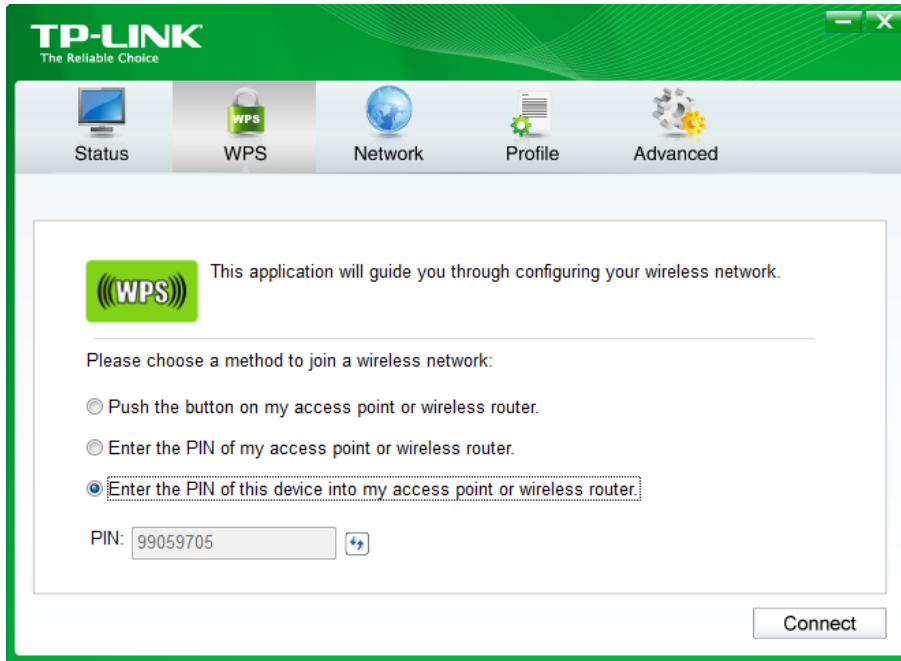 TP-LINK
The Reliable Choice
Status WPS Network Profile Advanced
WPS
(((WPS)))
This application will guide you through configuring your wireless network.
Please choose a method to join a wireless network:
Push the button on my access point or wireless router.
Enter the PIN of my access point or wireless router.
Enter the PIN of this device into my access point or wireless router.
PIN: 99059705
Connect